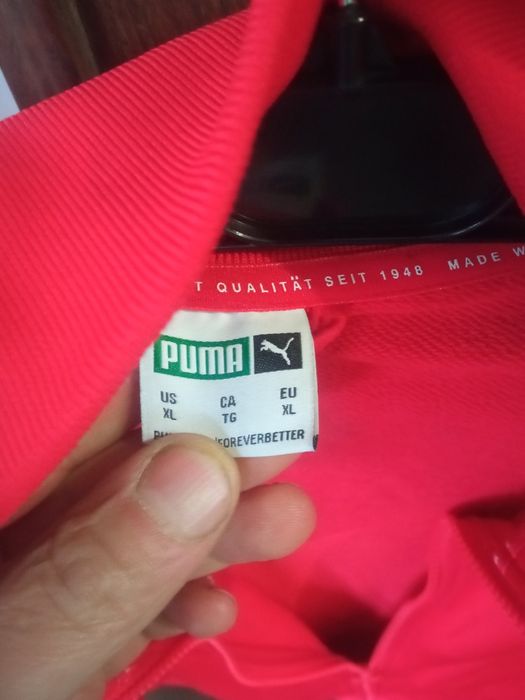 T QUALITÄT SEIT 1948 MADE W
PUMA
US CA EU
XL TG XL
FOREVERBETTER